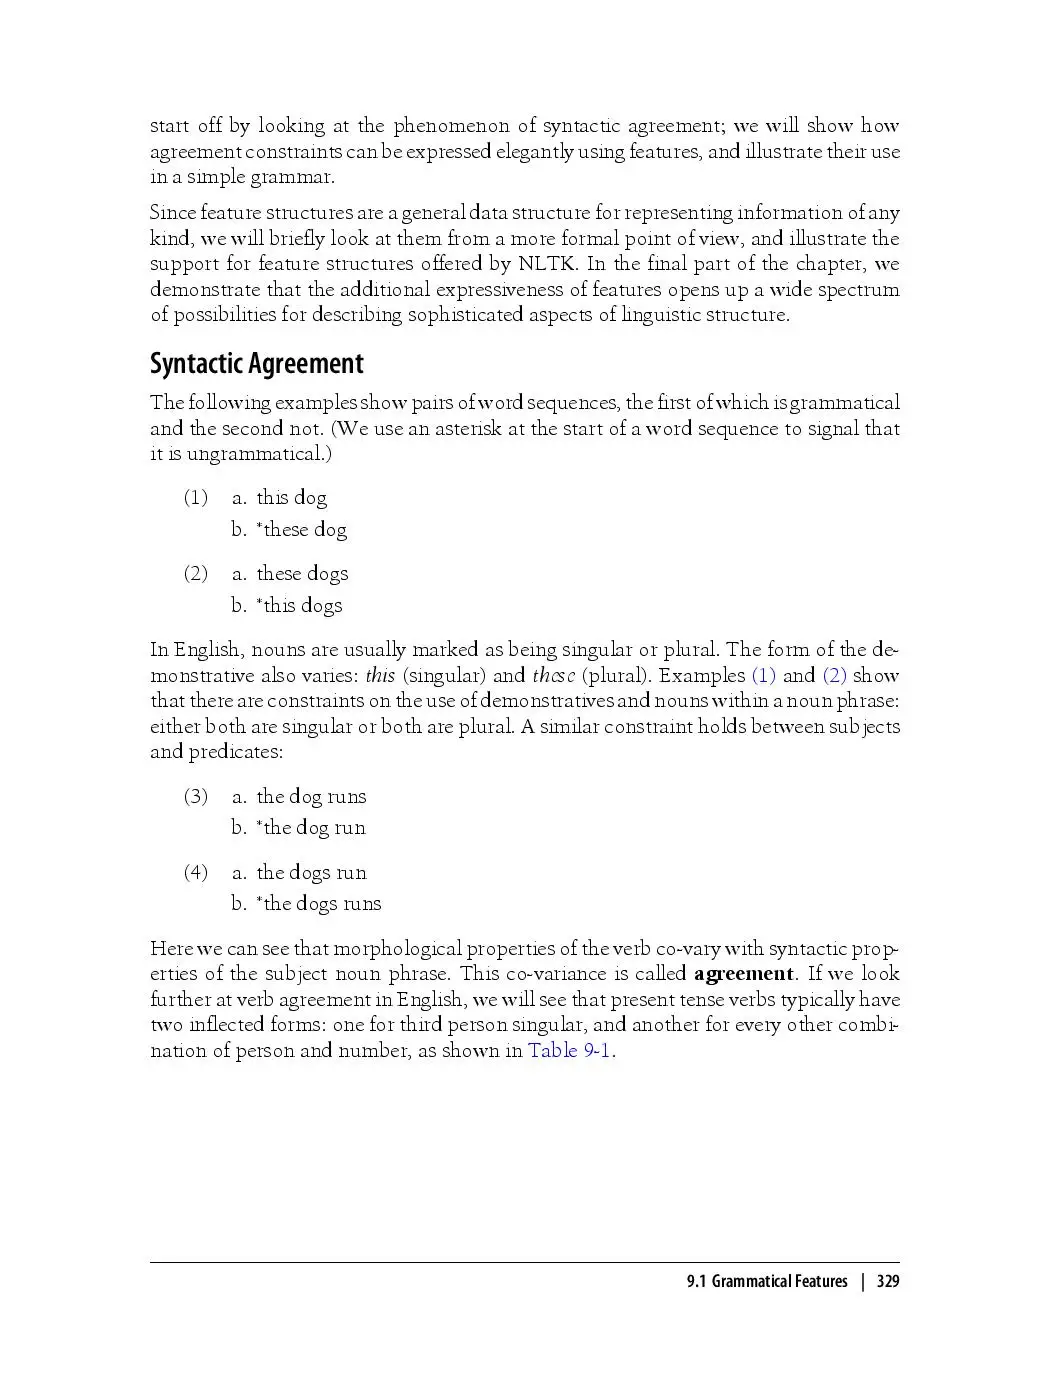 start off by looking at the phenomenon of syntactic agreement; we will show how
agreement constraints can be expressed elegantly using features, and illustrate their use
in a simple grammar.
Since feature structures are a general data structure for representing information of any
kind, we will briefly look at them from a more formal point of view, and illustrate the
support for feature structures offered by NLTK. In the final part of the chapter, we
demonstrate that the additional expressiveness of features opens up a wide spectrum
of possibilities for describing sophisticated aspects of linguistic structure.
Syntactic Agreement
The following examples show pairs of word sequences, the first of which is grammatical
and the second not. (We use an asterisk at the start of a word sequence to signal that
it is ungrammatical.)
(1) a. this dog
b. *these dog
(2) a. these dogs
b. *this dogs
In English, nouns are usually marked as being singular or plural. The form of the de-
monstrative also varies: this (singular) and these (plural). Examples (1) and (2) show
that there are constraints on the use of demonstratives and nouns within a noun phrase:
either both are singular or both are plural. A similar constraint holds between subjects
and predicates:
(3) a. the dog runs
b. *the dog run
(4) a. the dogs run
b. *the dogs runs
Here we can see that morphological properties of the verb co-vary with syntactic prop-
erties of the subject noun phrase. This co-variance is called agreement. If we look
further at verb agreement in English, we will see that present tense verbs typically have
two inflected forms: one for third person singular, and another for every other combi-
nation of person and number, as shown in Table 9-1.
9.1 Grammatical Features | 329